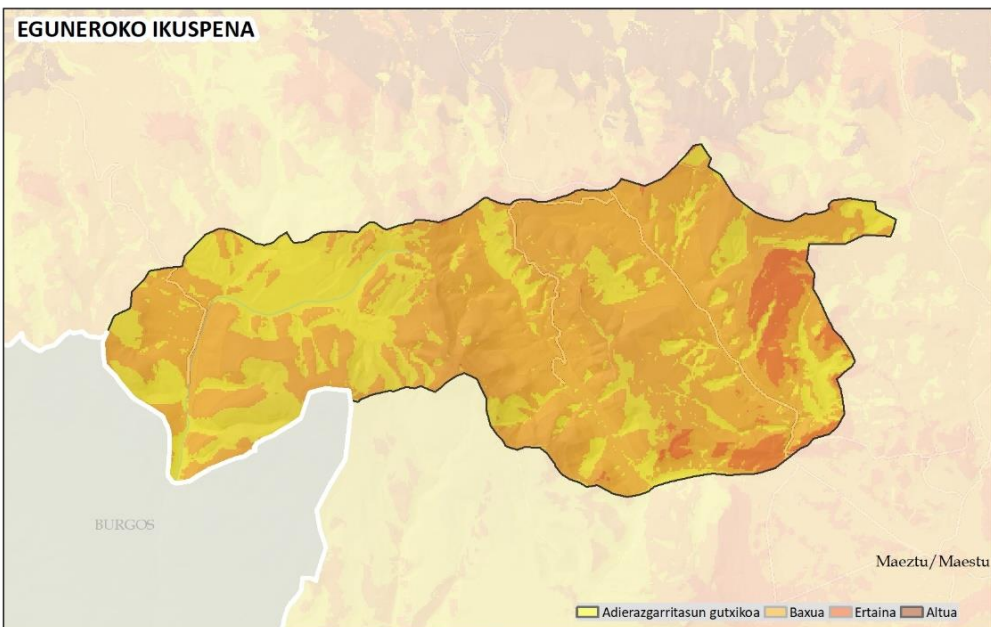 EGUNEROKO IKUSPENA
BURGOS
Maeztu/Maestu
Adierazgarritasun gutxikoa Baxua Ertaina Altua